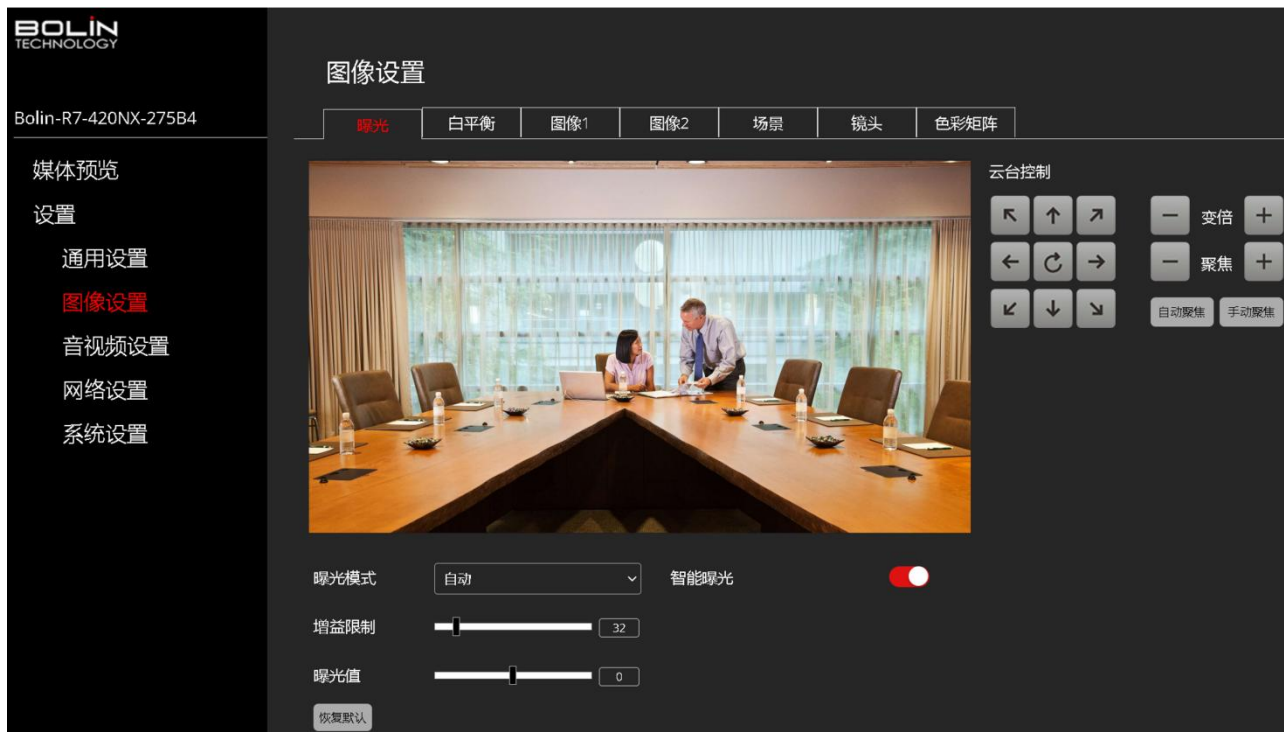 BOLIN
TECHNOLOGY
Bolin-R7-420NX-275B4
媒体预览
设置
通用设置
图像设置
音视频设置
网络设置
系统设置
图像设置
曝光 白平衡 图像1 图像2 场景 镜头 色彩矩阵
云台控制
变倍
聚焦
自动聚焦 手动聚焦
曝光模式 自动 智能曝光
增益限制 32
曝光值 0
恢复默认